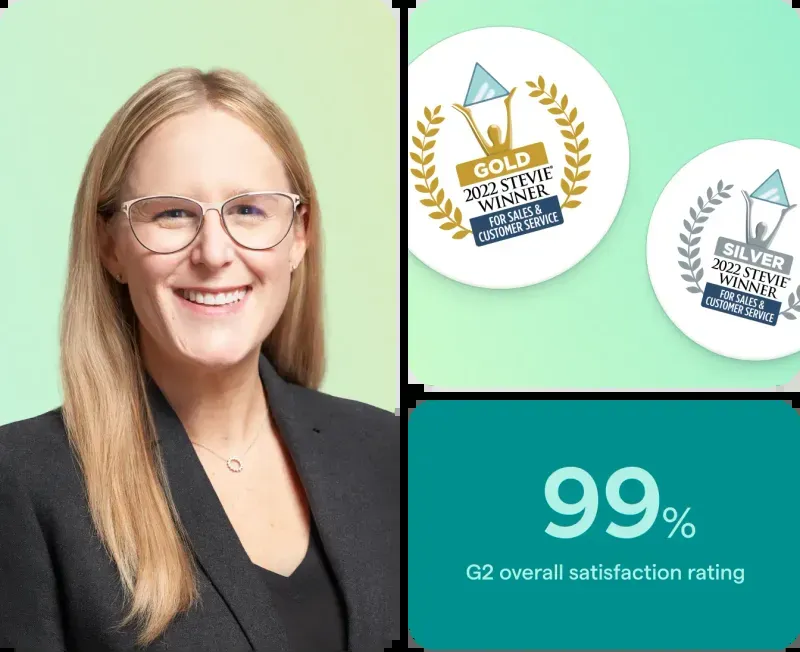 GOLD
2022 STEVIE®
WINNER
FOR SALES &
CUSTOMER SERVICE
SILVER
2022 STEVIE®
WINNER
FOR SALES &
CUSTOMER SERVICE
99%
G2 overall satisfaction rating